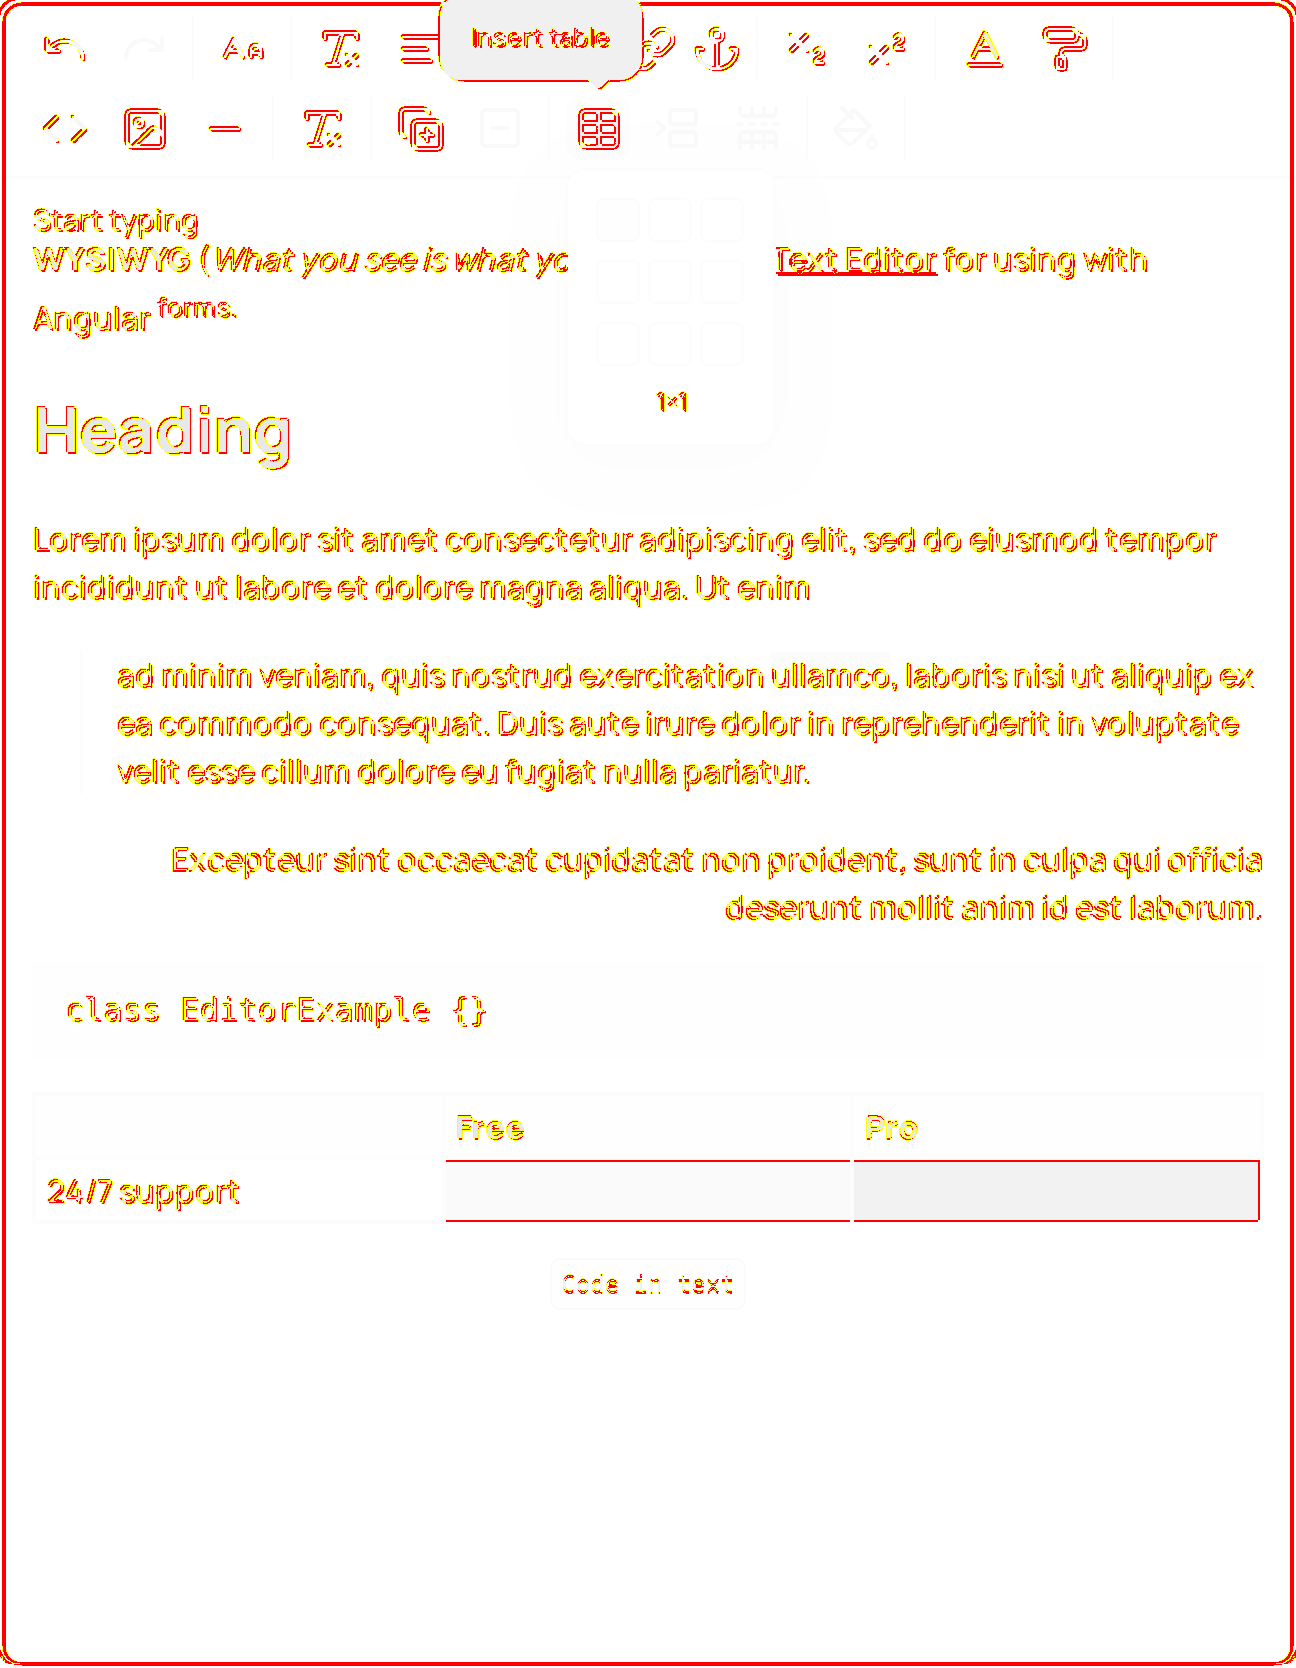 Insert table
Aa
Start typing
WYSIWYG (What you see is what yo Text Editor for using with
Angular forms.
1×1
Heading
Lorem ipsum dolor sit amet consectetur adipiscing elit, sed do eiusmod tempor
incididunt ut labore et dolore magna aliqua. Ut enim
ad minim veniam, quis nostrud exercitation ullamco, laboris nisi ut aliquip ex
ea commodo consequat. Duis aute irure dolor in reprehenderit in voluptate
velit esse cillum dolore eu fugiat nulla pariatur.
Excepteur sint occaecat cupidatat non proident, sunt in culpa qui officia
deserunt mollit anim id est laborum.
class EditorExample {}
Free Pro
24/7 support
Code in text